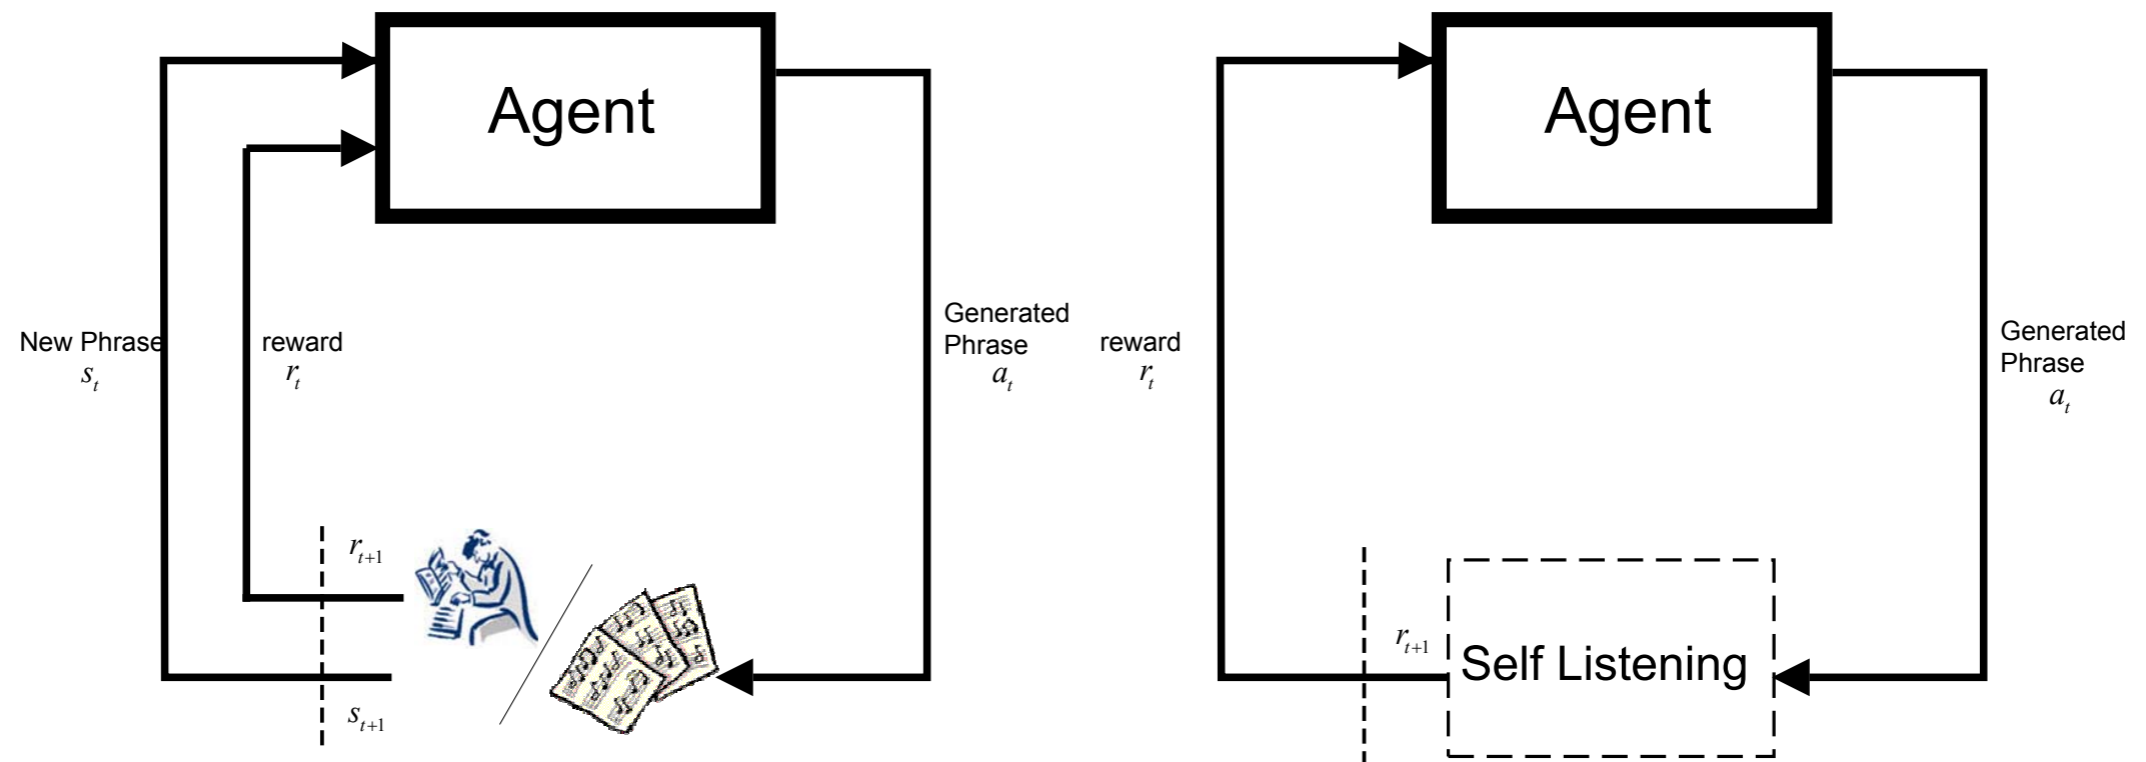 Agent
New Phrase
s_t
reward
r_t
Generated
Phrase
a_t
r_{t+1}
s_{t+1}
Agent
reward
r_t
Generated
Phrase
a_t
r_{t+1}
Self Listening